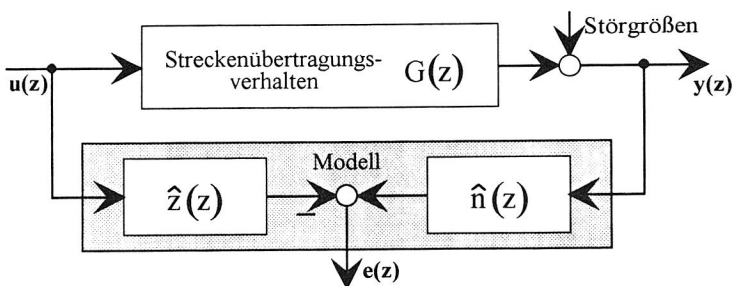 Störgrößen
Streckenübertragungs-
verhalten G(z)
u(z)
y(z)
Modell
ẑ(z)
n̂(z)
–
e(z)